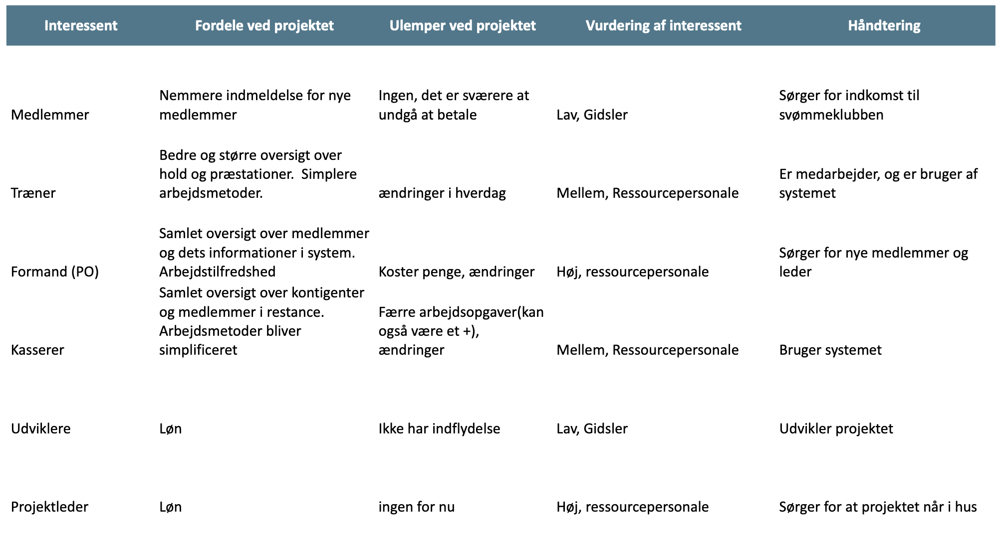 Interessent Fordele ved projektet Ulemper ved projektet Vurdering af interessent Håndtering
Medlemmer
Nemmere indmeldelse for nye
medlemmer
Ingen, det er sværere at
undgå at betale
Lav, Gidsler
Sørger for indkomst til
svømmeklubben
Træner
Bedre og større oversigt over
hold og præstationer.  Simplere
arbejdsmetoder.
ændringer i hverdag
Mellem, Ressourcepersonale
Er medarbejder, og er bruger af
systemet
Formand (PO)
Samlet oversigt over medlemmer
og dets informationer i system.
Arbejdstilfredshed
Koster penge, ændringer
Høj, ressourcepersonale
Sørger for nye medlemmer og
leder
Kasserer
Samlet oversigt over kontigenter
og medlemmer i restance.
Arbejdsmetoder bliver
simplificeret
Færre arbejdsopgaver(kan
også være et +),
ændringer
Mellem, Ressourcepersonale
Bruger systemet
Udviklere
Løn
Ikke har indflydelse
Lav, Gidsler
Udvikler projektet
Projektleder
Løn
ingen for nu
Høj, ressourcepersonale
Sørger for at projektet når i hus